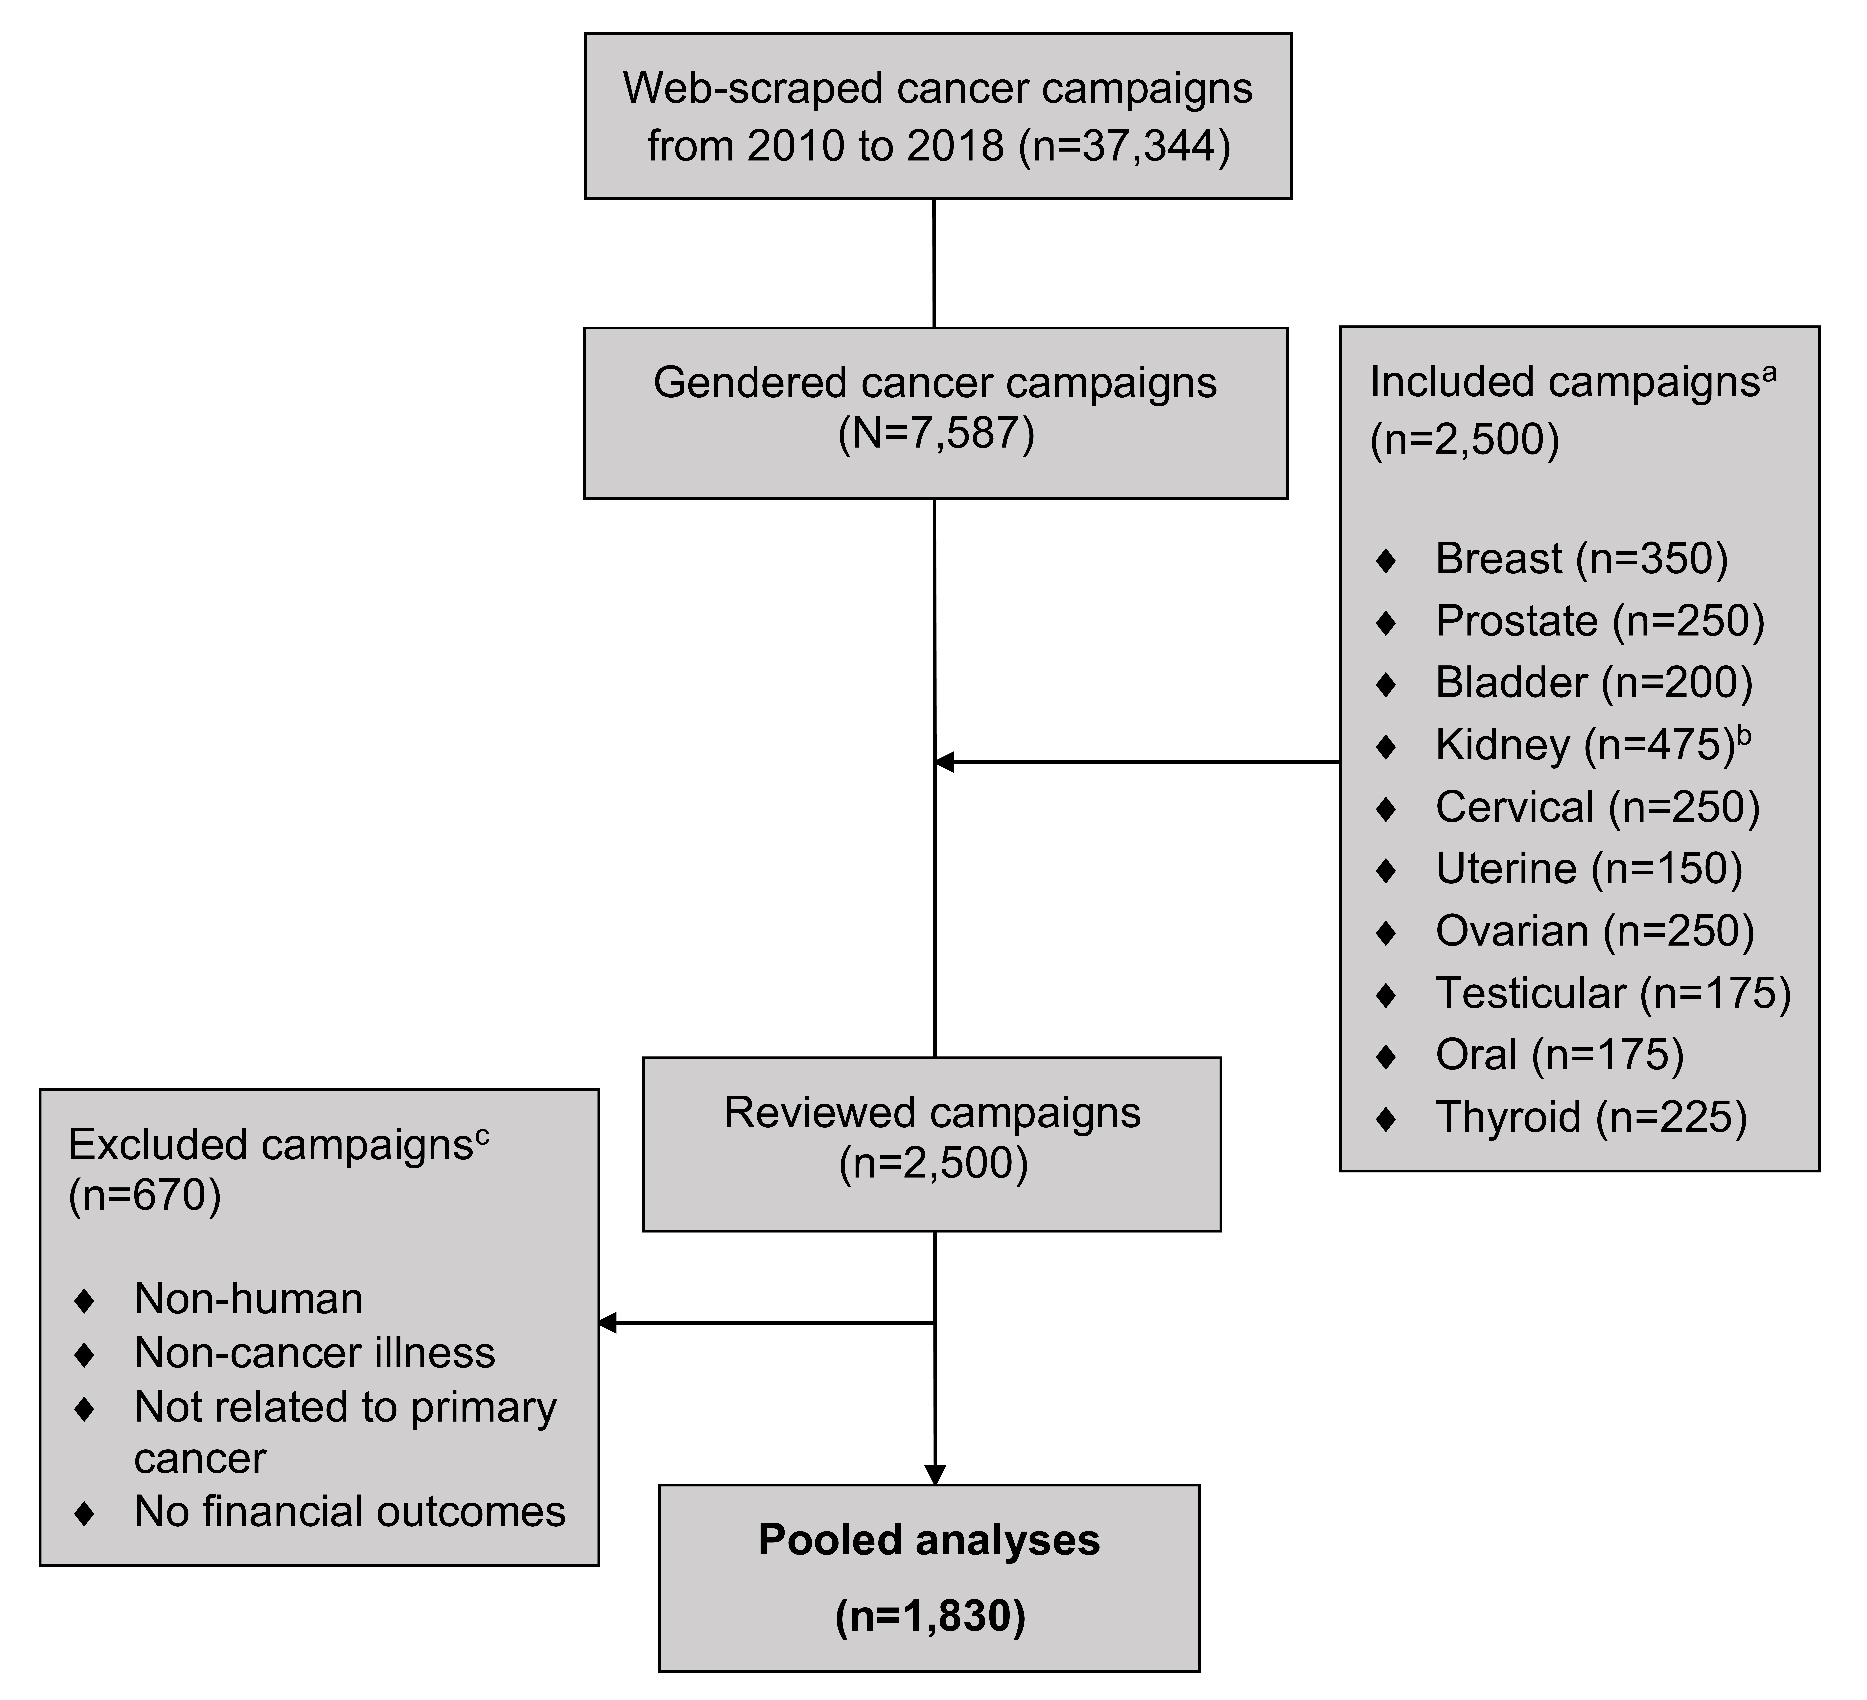 Web-scraped cancer campaigns
from 2010 to 2018 (n=37,344)
Gendered cancer campaigns
(N=7,587)
Included campaignsᵃ
(n=2,500)
♦ Breast (n=350)
♦ Prostate (n=250)
♦ Bladder (n=200)
♦ Kidney (n=475)ᵇ
♦ Cervical (n=250)
♦ Uterine (n=150)
♦ Ovarian (n=250)
♦ Testicular (n=175)
♦ Oral (n=175)
♦ Thyroid (n=225)
Reviewed campaigns
(n=2,500)
Excluded campaignsᶜ
(n=670)
♦ Non-human
♦ Non-cancer illness
♦ Not related to primary
cancer
♦ No financial outcomes
Pooled analyses
(n=1,830)